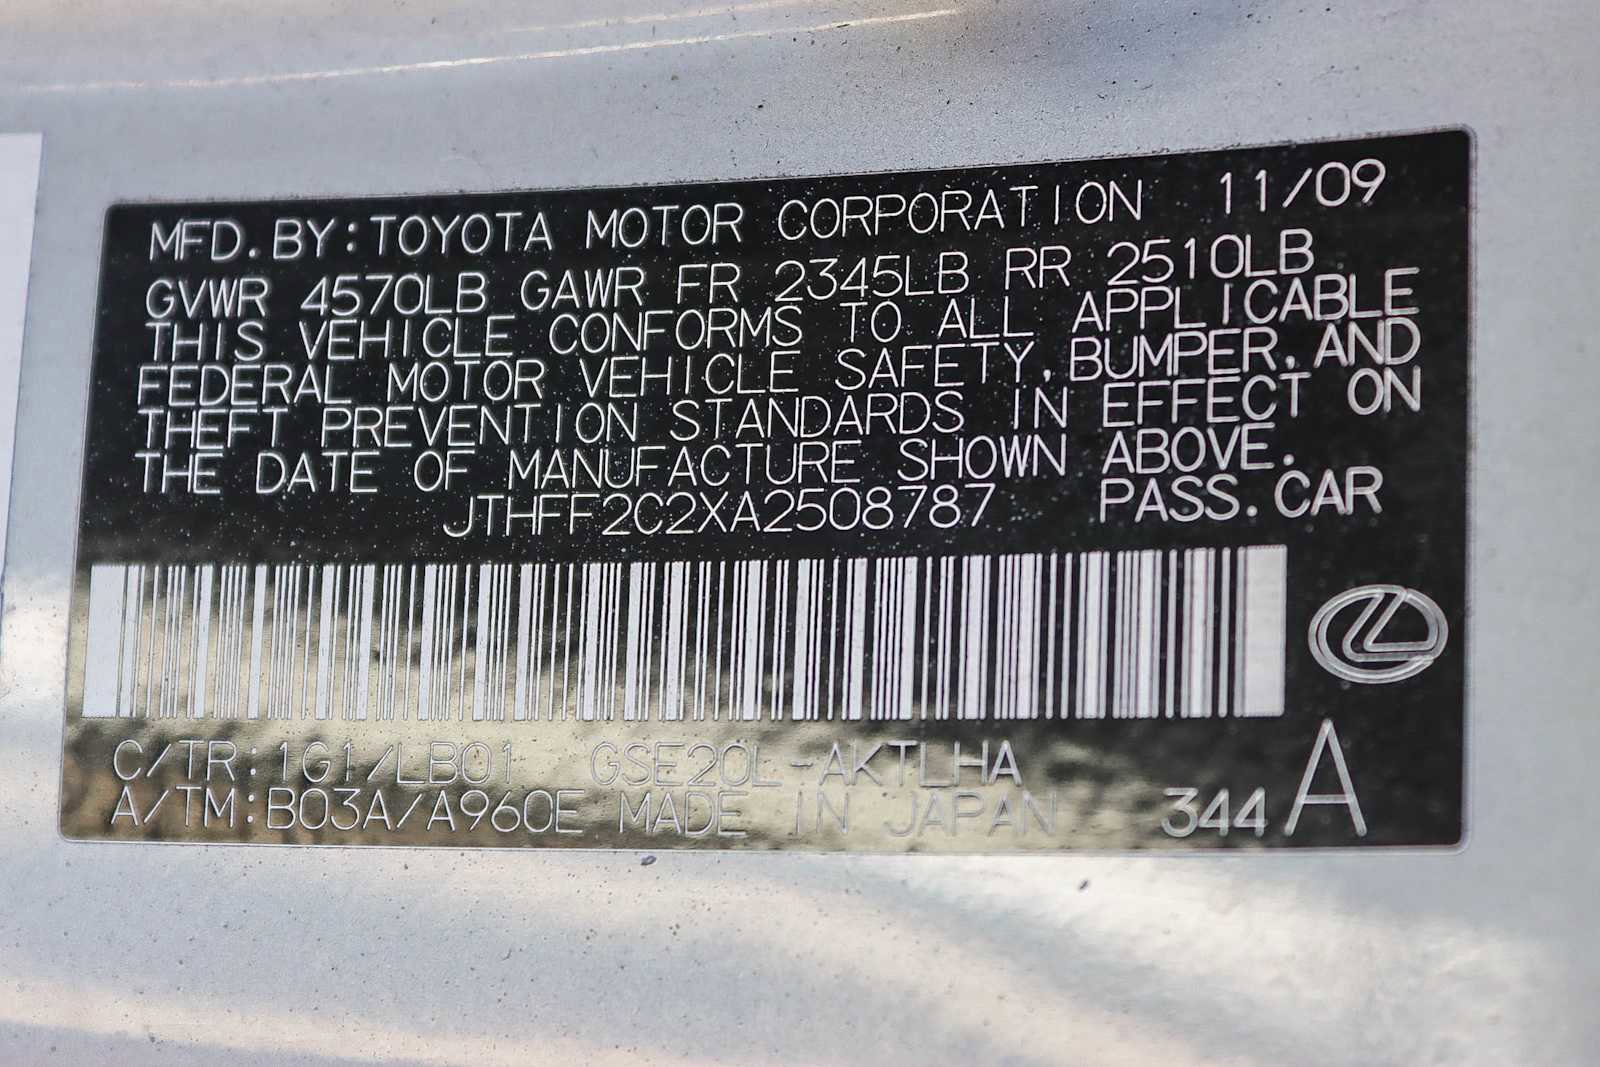 MFD. BY: TOYOTA MOTOR CORPORATION 11/09
GVWR 4570LB GAWR FR 2345LB RR 2510LB
THIS VEHICLE CONFORMS TO ALL APPLICABLE
FEDERAL MOTOR VEHICLE SAFETY, BUMPER, AND
THEFT PREVENTION STANDARDS IN EFFECT ON
THE DATE OF MANUFACTURE SHOWN ABOVE.
JTHFF2C2XA2508787 PASS. CAR
C/TR: 1G1/LB01 GSE20L-AKTLHA
A/TM: B03A/A960E MADE IN JAPAN 344 A